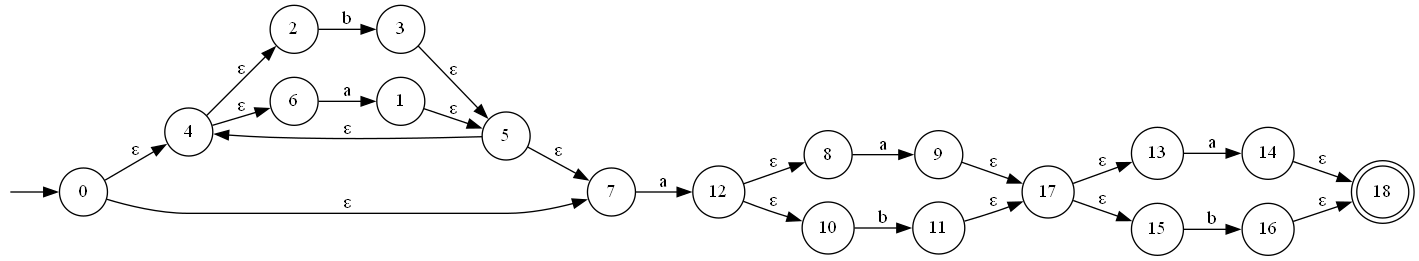 2 b 3
ε ε
6 a 1
ε ε
4 ε 5
ε ε
0 ε 7 a 12
ε 8 a 9 ε
ε 10 b 11 ε
17
ε 13 a 14 ε
ε 15 b 16 ε
18